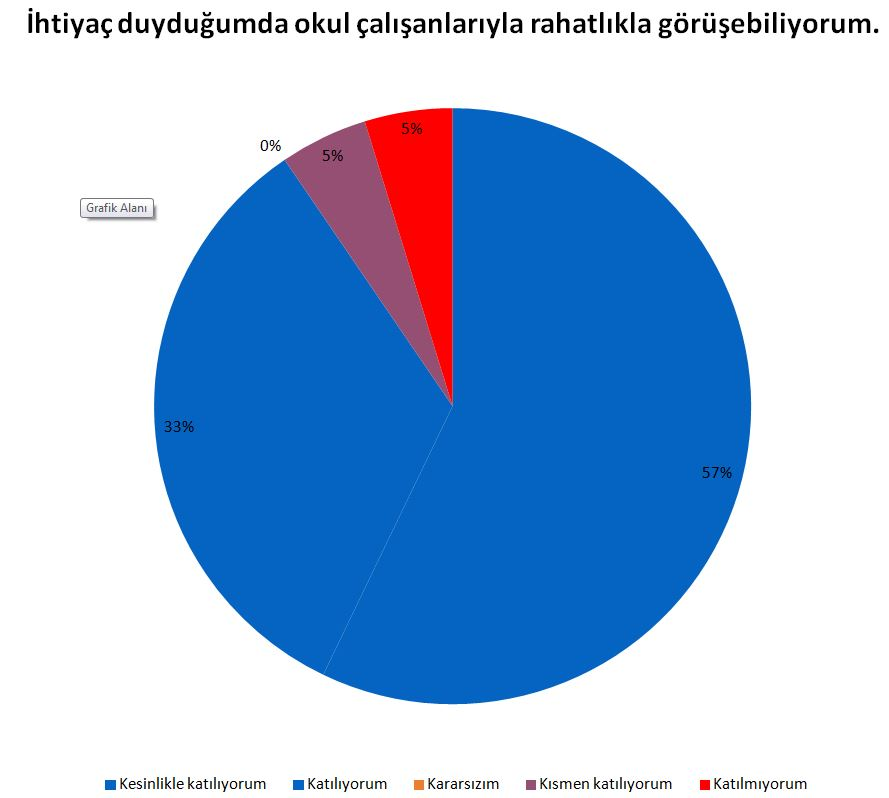 İhtiyaç duyduğumda okul çalışanlarıyla rahatlıkla görüşebiliyorum.
5%
0%
5%
Grafik Alanı
33%
57%
Kesinlikle katılıyorum Katılıyorum Kararsızım Kısmen katılıyorum Katılmıyorum